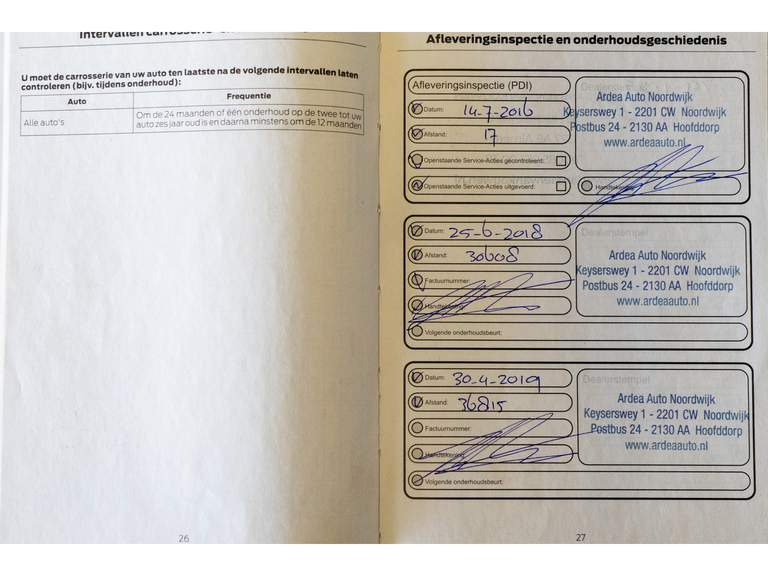 U moet de carrosserie van uw auto ten laatste na de volgende intervallen laten
controleren (bijv. tijdens onderhoud):
Auto
Frequentie
Alle auto's
Om de 24 maanden of één onderhoud op de twee tot uw
auto zes jaar oud is en daarna minstens om de 12 maanden
26
Afleveringsinspectie en onderhoudsgeschiedenis
Afleveringsinspectie (PDI)
Datum: 14-7-2016
Afstand: 17
Openstaande Service-Acties gecontroleerd:
Openstaande Service-Acties uitgevoerd:
Ardea Auto Noordwijk
Keyserswey 1 - 2201 CW Noordwijk
Postbus 24 - 2130 AA Hoofddorp
www.ardeaauto.nl
Handtekening:
Datum: 25-6-2018
Afstand: 30608
Factuurnummer:
Handtekening:
Volgende onderhoudsbeurt:
Dealerstempel
Ardea Auto Noordwijk
Keyserswey 1 - 2201 CW Noordwijk
Postbus 24 - 2130 AA Hoofddorp
www.ardeaauto.nl
Datum: 30-4-2019
Afstand: 36815
Factuurnummer:
Handtekening:
Volgende onderhoudsbeurt:
Dealerstempel
Ardea Auto Noordwijk
Keyserswey 1 - 2201 CW Noordwijk
Postbus 24 - 2130 AA Hoofddorp
www.ardeaauto.nl
27